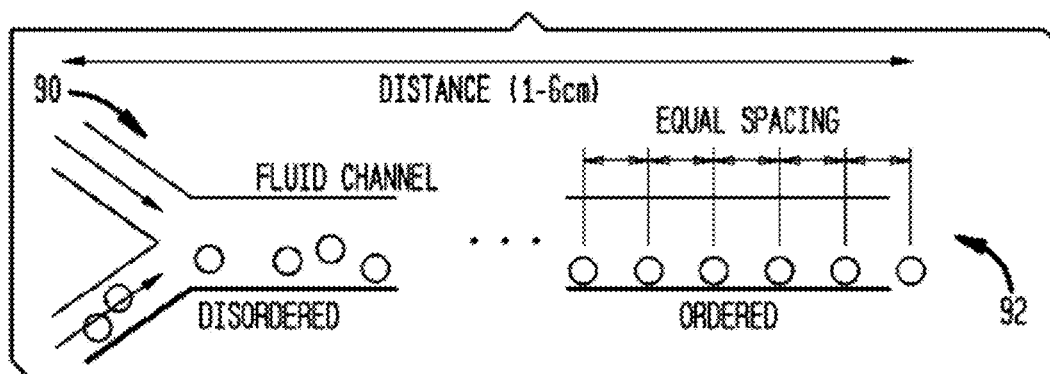 90
DISTANCE (1-6cm)
EQUAL SPACING
FLUID CHANNEL
. . .
DISORDERED
ORDERED
92